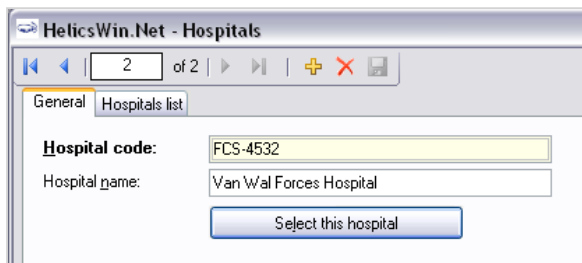 HelicsWin.Net - Hospitals
2 of 2
General Hospitals list
Hospital code: FCS-4532
Hospital name: Van Wal Forces Hospital
Select this hospital